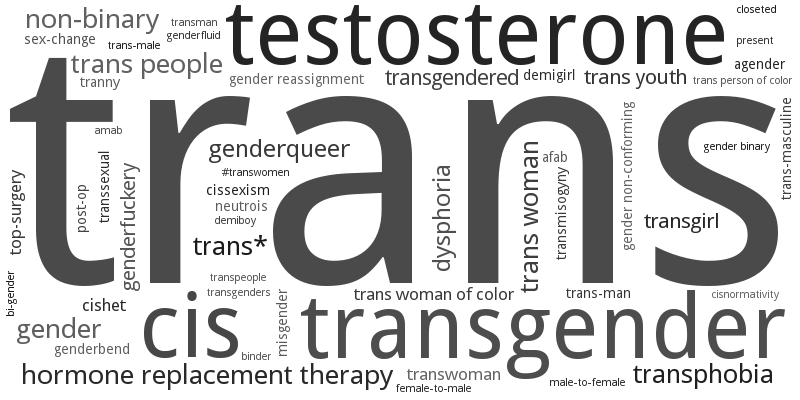 non-binary
transman
testosterone
closeted
sex-change
trans-male
genderfluid
present
trans people
gender reassignment
transgendered
demigirl
trans youth
agender
trans person of color
tranny
trans
amab
genderqueer
afab
gender binary
trans-masculine
#transwomen
cissexism
neutrois
demiboy
top-surgery
post-op
transsexual
genderfuckery
dysphoria
trans woman
transmisogyny
gender non-conforming
transgirl
trans*
transpeople
transgenders
misgender
trans woman of color
trans-man
cisnormativity
bi-gender
cishet
cis
transgender
gender
genderbend
binder
hormone replacement therapy
transwoman
female-to-male
male-to-female
transphobia